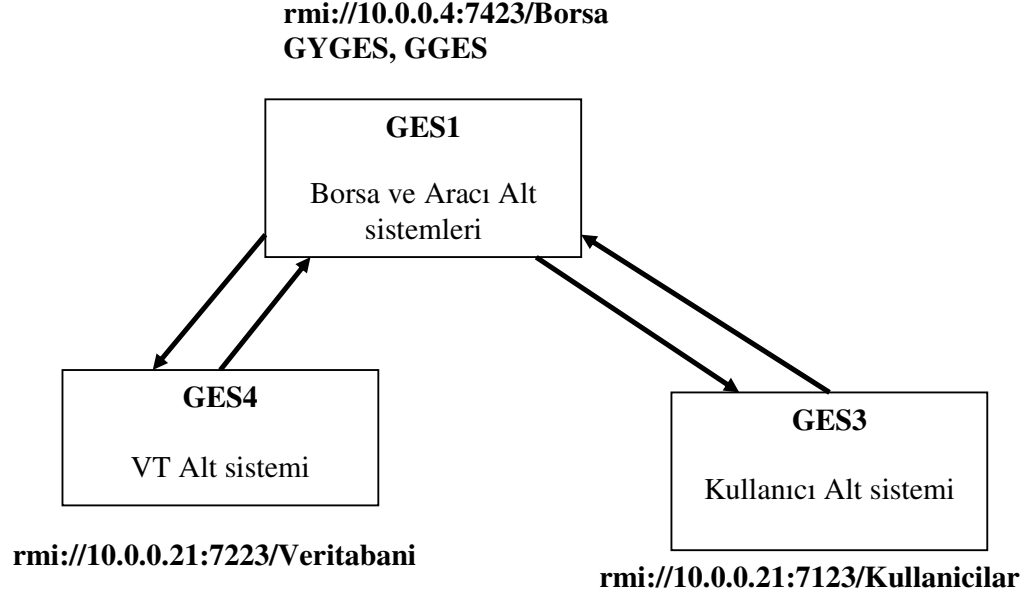 rmi://10.0.0.4:7423/Borsa
GYGES, GGES
GES1
Borsa ve Aracı Alt
sistemleri
GES4
VT Alt sistemi
rmi://10.0.0.21:7223/Veritabani
GES3
Kullanıcı Alt sistemi
rmi://10.0.0.21:7123/Kullanicilar